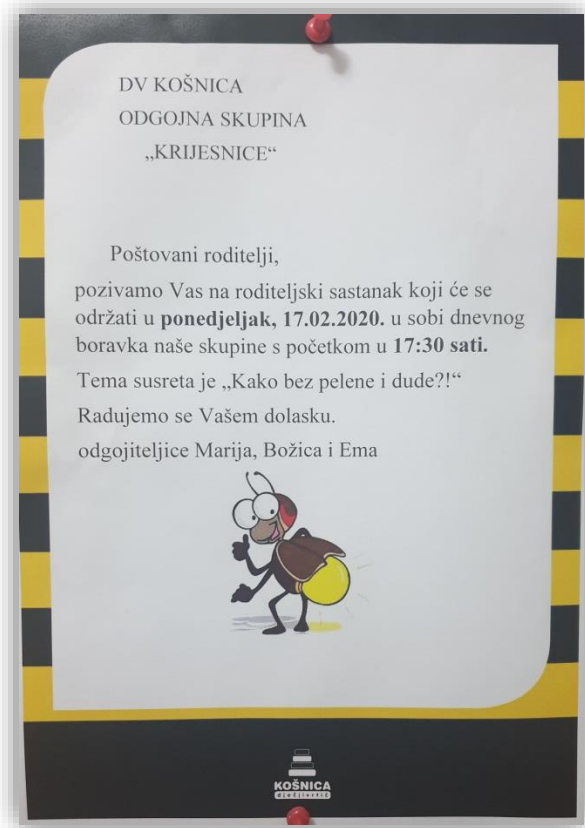 DV KOŠNICA
ODGOJNA SKUPINA
„KRIJESNICE“
Poštovani roditelji,
pozivamo Vas na roditeljski sastanak koji će se
održati u ponedjeljak, 17.02.2020. u sobi dnevnog
boravka naše skupine s početkom u 17:30 sati.
Tema susreta je „Kako bez pelene i dude?!“
Radujemo se Vašem dolasku.
odgojiteljice Marija, Božica i Ema
KOŠNICA
dječji vrtić